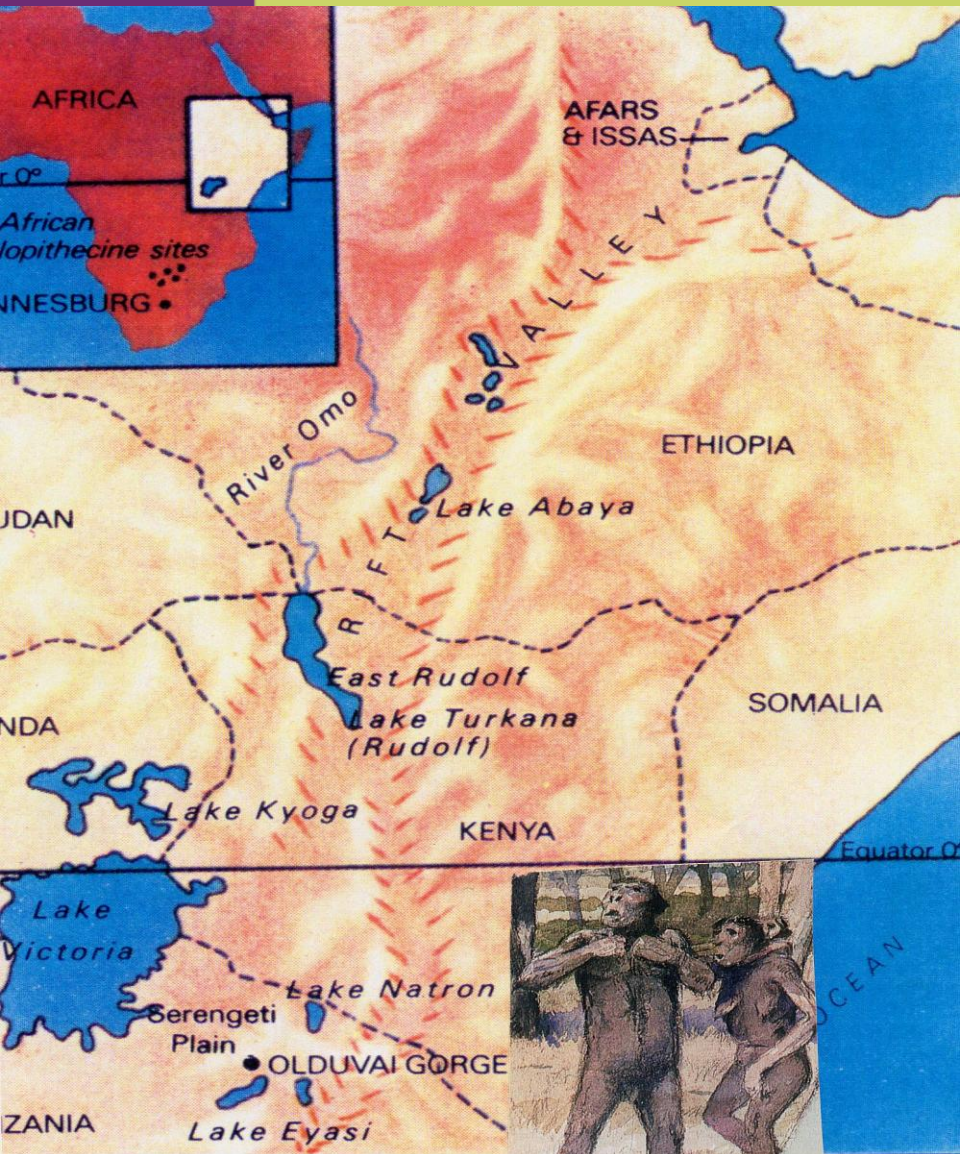 AFRICA
r 0°
African
lopithecine sites
NNESBURG
AFARS
& ISSAS
RIFT VALLEY
River Omo
ETHIOPIA
UDAN
Lake Abaya
East Rudolf
Lake Turkana
(Rudolf)
SOMALIA
NDA
Lake Kyoga
KENYA
Equator 0°
Lake
Victoria
OCEAN
Lake Natron
Serengeti
Plain
OLDUVAI GORGE
ZANIA
Lake Eyasi